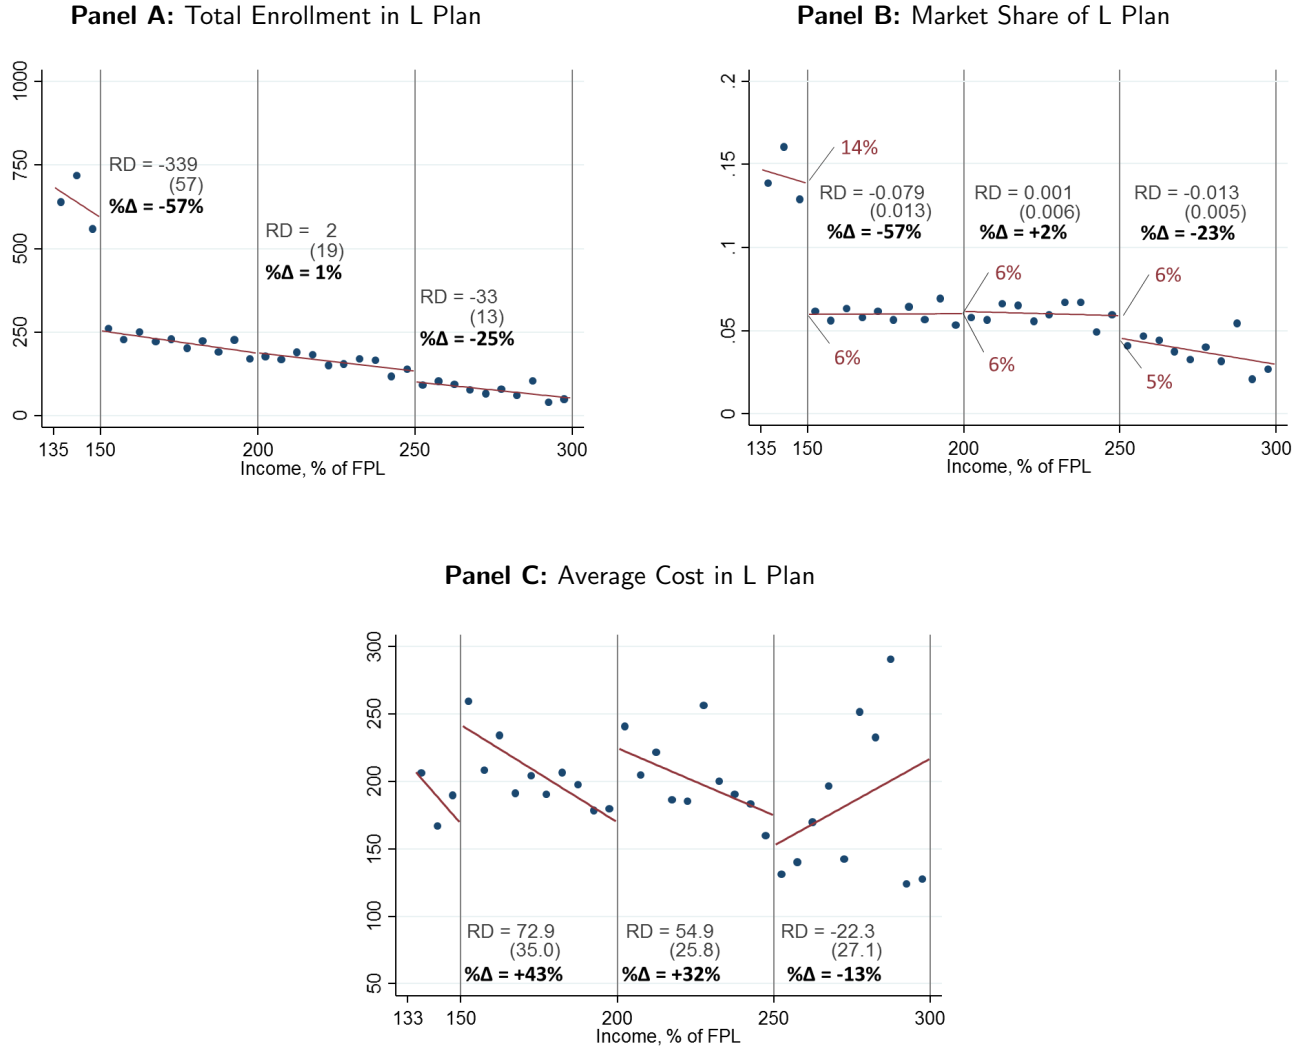 Panel A: Total Enrollment in L Plan
1000
750
500
250
0
RD = -339
(57)
%Δ = -57%
RD = 2
(19)
%Δ = 1%
RD = -33
(13)
%Δ = -25%
135 150 200 250 300
Income, % of FPL
Panel B: Market Share of L Plan
.2
.15
.1
.05
0
14%
RD = -0.079
(0.013)
%Δ = -57%
RD = 0.001
(0.006)
%Δ = +2%
RD = -0.013
(0.005)
%Δ = -23%
6%
6%
6%
6%
5%
135 150 200 250 300
Income, % of FPL
Panel C: Average Cost in L Plan
300
250
200
150
100
50
RD = 72.9
(35.0)
%Δ = +43%
RD = 54.9
(25.8)
%Δ = +32%
RD = -22.3
(27.1)
%Δ = -13%
133 150 200 250 300
Income, % of FPL